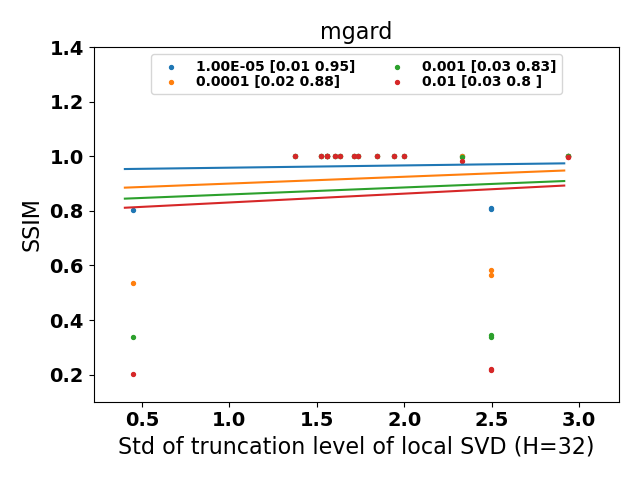 mgard
1.00E-05 [0.01 0.95]
0.0001 [0.02 0.88]
0.001 [0.03 0.83]
0.01 [0.03 0.8 ]
SSIM
1.4
1.2
1.0
0.8
0.6
0.4
0.2
0.5 1.0 1.5 2.0 2.5 3.0
Std of truncation level of local SVD (H=32)